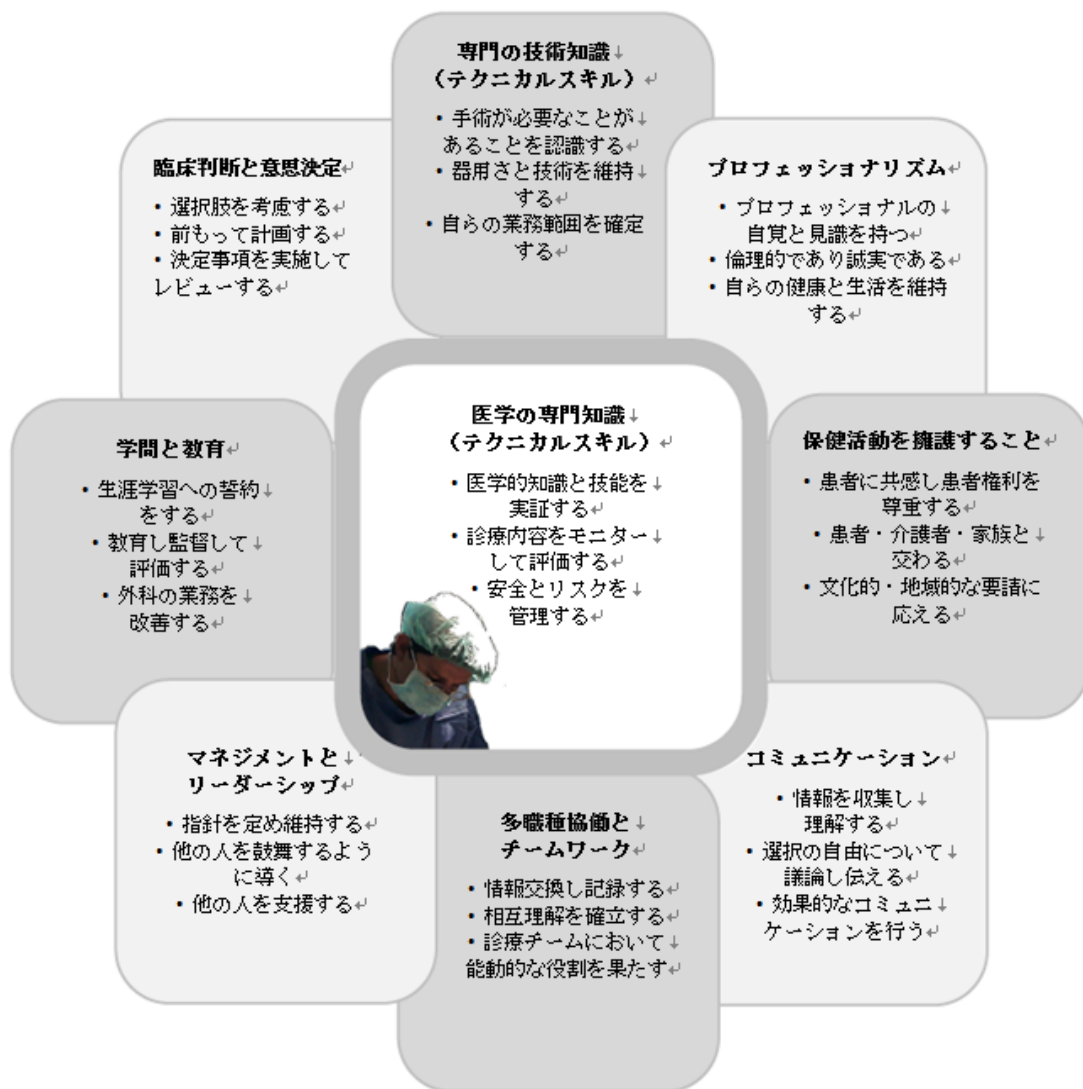 専門の技術知識↓
(テクニカルスキル)↵
• 手術が必要なことが↓
あることを認識する↵
• 器用さと技術を維持↓
する↵
• 自らの業務範囲を確定
する↵
臨床判断と意思決定↵
• 選択肢を考慮する↵
• 前もって計画する↵
• 決定事項を実施して
レビューする↵
プロフェッショナリズム↵
• プロフェッショナルの↓
自覚と見識を持つ↵
• 倫理的であり誠実である↵
• 自らの健康と生活を維持
する↵
学問と教育↵
• 生涯学習への誓約↓
をする↵
• 教育し監督して↓
評価する↵
• 外科の業務を↓
改善する↵
医学の専門知識↓
(テクニカルスキル)↵
• 医学的知識と技能を↓
実証する↵
• 診療内容をモニター↓
して評価する↵
• 安全とリスクを↓
管理する↵
保健活動を擁護すること↵
• 患者に共感し患者権利を
尊重する↵
• 患者・介護者・家族と↓
交わる↵
• 文化的・地域的な要請に
応える↵
マネジメントと↓
リーダーシップ↵
• 指針を定め維持する↵
• 他の人を鼓舞するよう
に導く↵
• 他の人を支援する↵
多職種協働と↓
チームワーク↵
• 情報交換し記録する↵
• 相互理解を確立する↵
• 診療チームにおいて↓
能動的な役割を果たす↵
コミュニケーション↵
• 情報を収集し↓
理解する↵
• 選択の自由について↓
議論し伝える↵
• 効果的なコミュニ↓
ケーションを行う↵